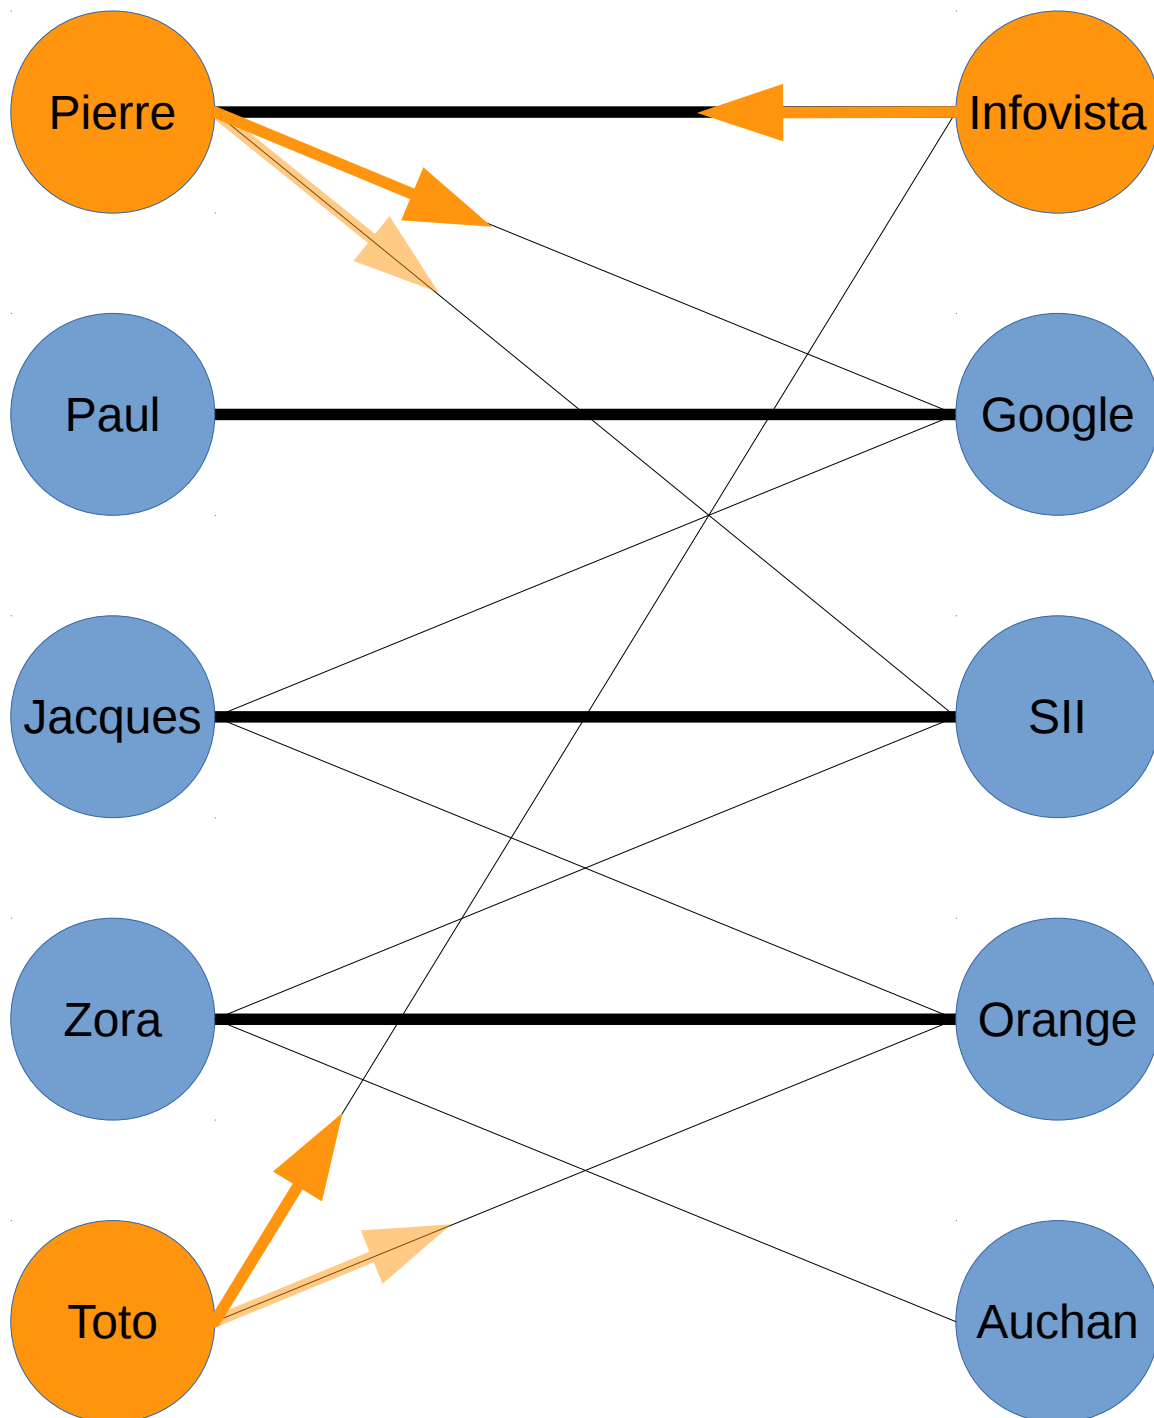 Pierre
Infovista
Paul
Google
Jacques
SII
Zora
Orange
Toto
Auchan